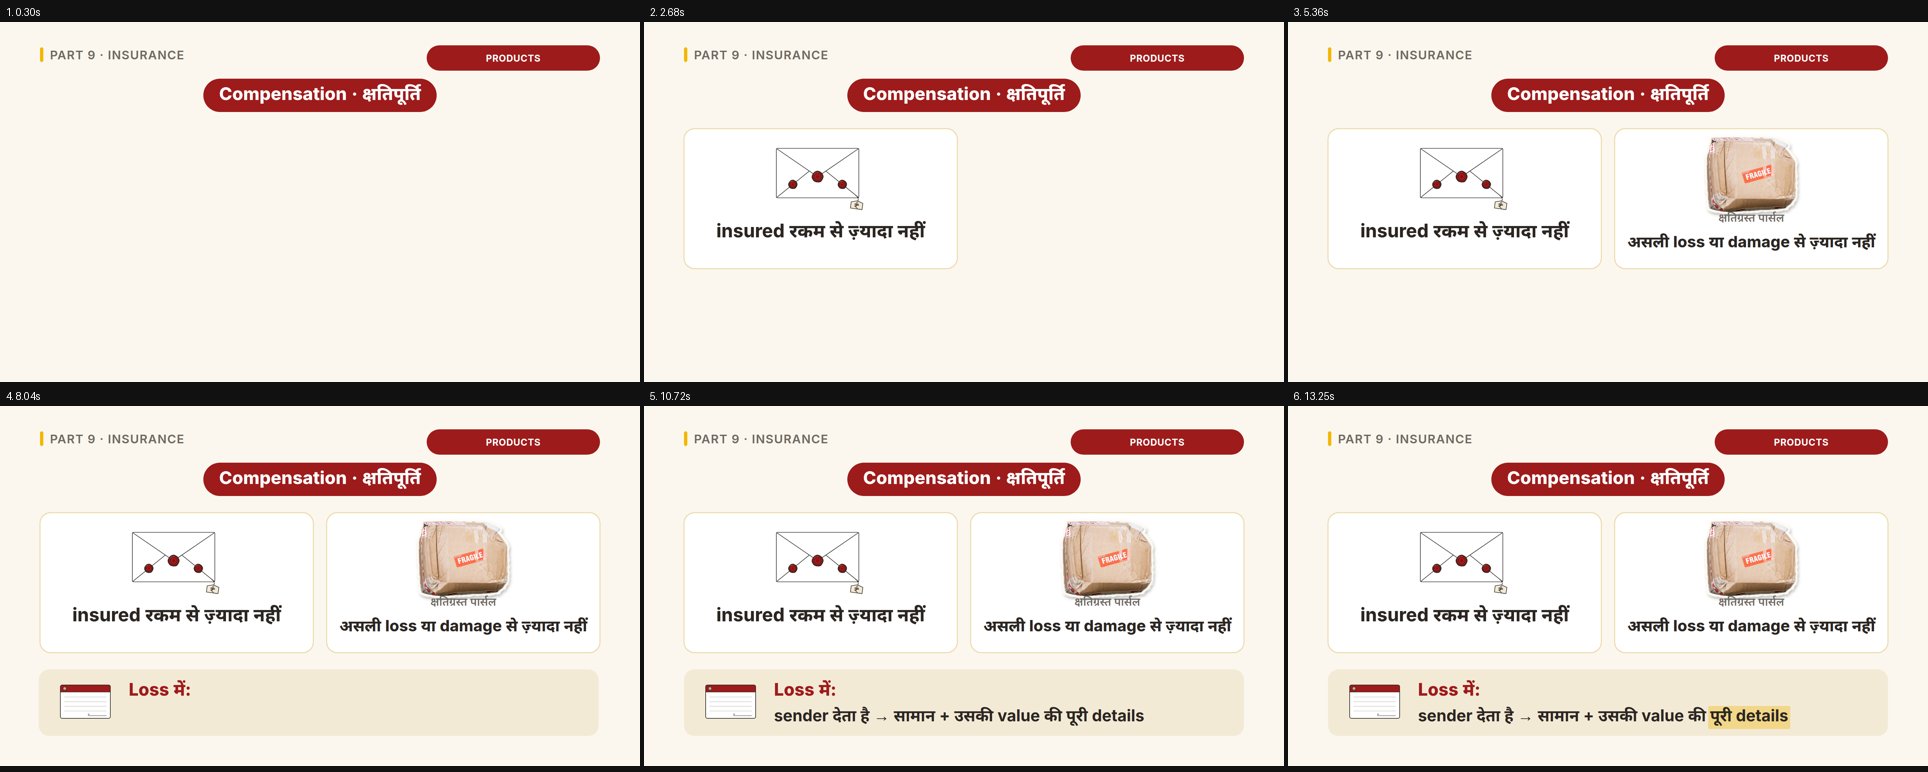 1. 0.30s
PART 9 · INSURANCE
PRODUCTS
Compensation · क्षतिपूर्ति
2. 2.68s
PART 9 · INSURANCE
PRODUCTS
Compensation · क्षतिपूर्ति
insured रकम से ज़्यादा नहीं
3. 5.36s
PART 9 · INSURANCE
PRODUCTS
Compensation · क्षतिपूर्ति
insured रकम से ज़्यादा नहीं
FRAGILE
क्षतिग्रस्त पार्सल
असली loss या damage से ज़्यादा नहीं
4. 8.04s
PART 9 · INSURANCE
PRODUCTS
Compensation · क्षतिपूर्ति
insured रकम से ज़्यादा नहीं
FRAGILE
क्षतिग्रस्त पार्सल
असली loss या damage से ज़्यादा नहीं
Loss में:
5. 10.72s
PART 9 · INSURANCE
PRODUCTS
Compensation · क्षतिपूर्ति
insured रकम से ज़्यादा नहीं
FRAGILE
क्षतिग्रस्त पार्सल
असली loss या damage से ज़्यादा नहीं
Loss में:
sender देता है → सामान + उसकी value की पूरी details
6. 13.25s
PART 9 · INSURANCE
PRODUCTS
Compensation · क्षतिपूर्ति
insured रकम से ज़्यादा नहीं
FRAGILE
क्षतिग्रस्त पार्सल
असली loss या damage से ज़्यादा नहीं
Loss में:
sender देता है → सामान + उसकी value की पूरी details